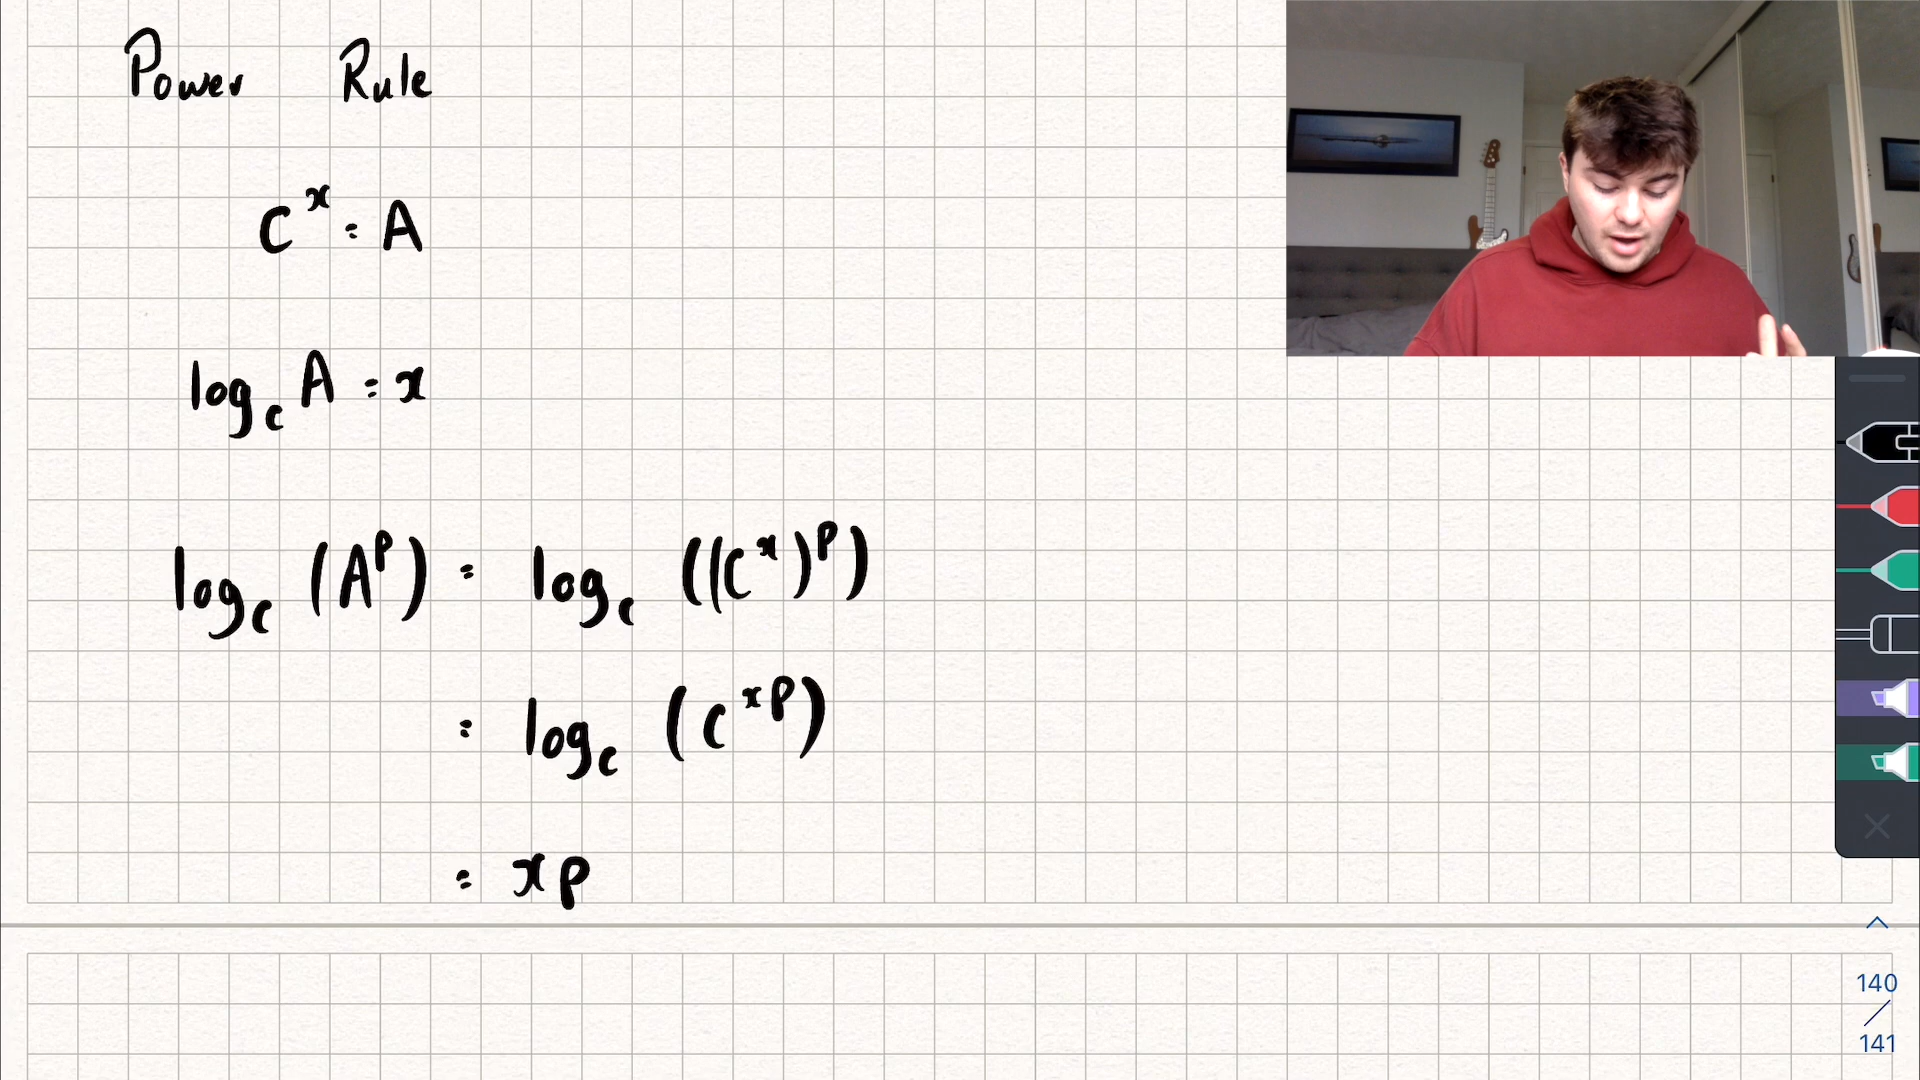 Power Rule
C^x = A
log_c A = x
log_c (A^p) = log_c ((C^x)^p)
= log_c (C^xp)
= xp
140
/
141